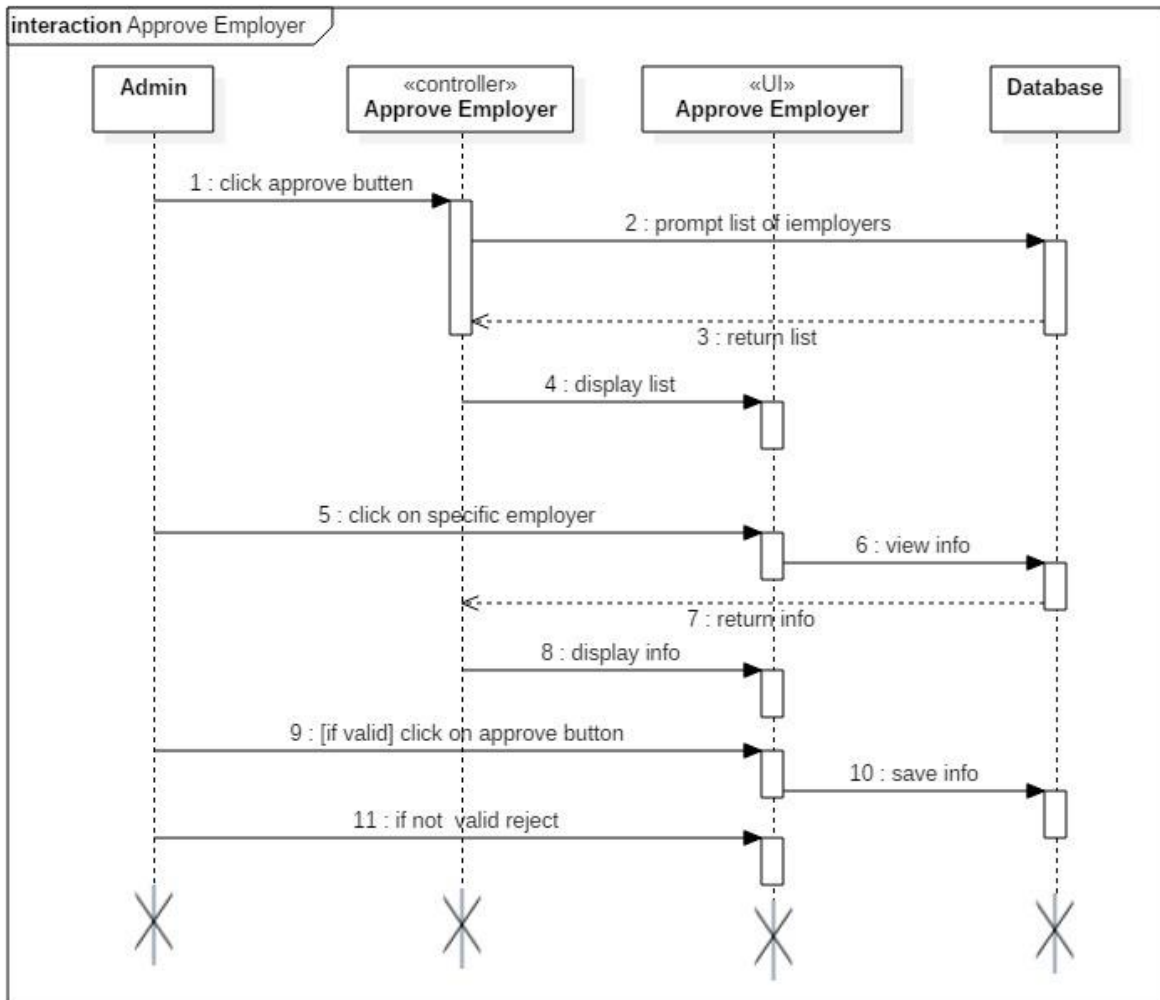 interaction Approve Employer
Admin
«controller»
Approve Employer
«UI»
Approve Employer
Database
1 : click approve butten
2 : prompt list of iemployers
3 : return list
4 : display list
5 : click on specific employer
6 : view info
7 : return info
8 : display info
9 : [if valid] click on approve button
10 : save info
11 : if not  valid reject